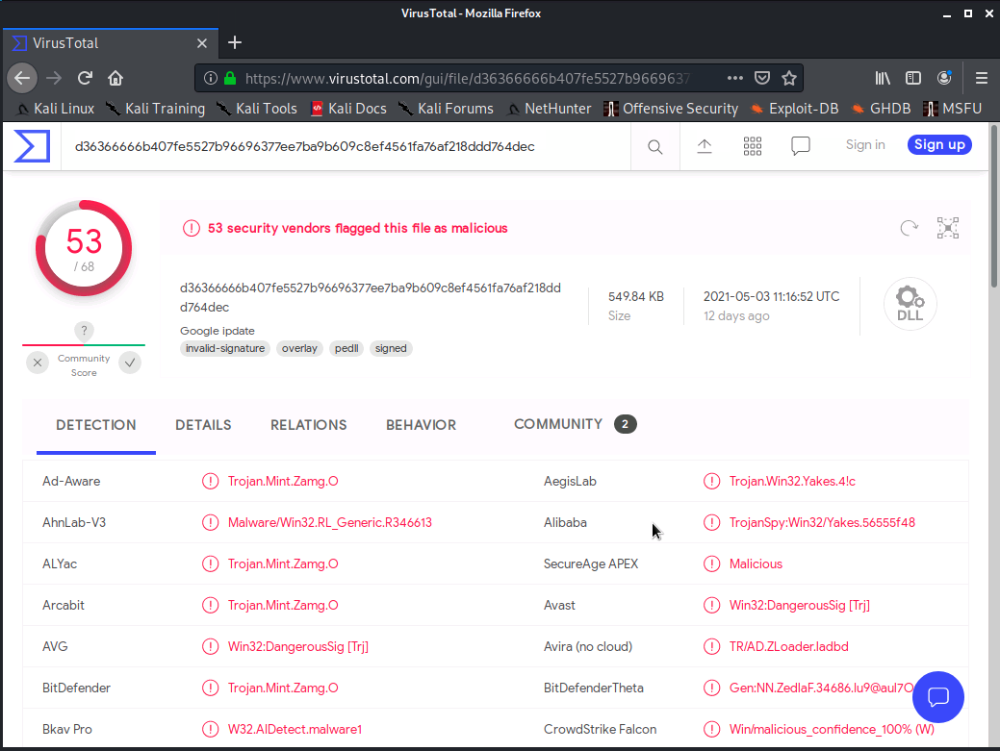 VirusTotal - Mozilla Firefox
VirusTotal
https://www.virustotal.com/gui/file/d36366666b407fe5527b96696377
Kali Linux Kali Training Kali Tools Kali Docs Kali Forums NetHunter Offensive Security Exploit-DB GHDB MSFU
d36366666b407fe5527b96696377ee7ba9b609c8ef4561fa76af218ddd764dec
Sign in
Sign up
53
/ 68
53 security vendors flagged this file as malicious
d36366666b407fe5527b96696377ee7ba9b609c8ef4561fa76af218dd
d764dec
Google ipdate
invalid-signature overlay pedll signed
549.84 KB
Size
2021-05-03 11:16:52 UTC
12 days ago
DLL
?
Community
Score
DETECTION DETAILS RELATIONS BEHAVIOR COMMUNITY 2
Ad-Aware Trojan.Mint.Zamg.O AegisLab Trojan.Win32.Yakes.4!c
AhnLab-V3 Malware/Win32.RL_Generic.R346613 Alibaba TrojanSpy:Win32/Yakes.56555f48
ALYac Trojan.Mint.Zamg.O SecureAge APEX Malicious
Arcabit Trojan.Mint.Zamg.O Avast Win32:DangerousSig [Trj]
AVG Win32:DangerousSig [Trj] Avira (no cloud) TR/AD.ZLoader.ladbd
BitDefender Trojan.Mint.Zamg.O BitDefenderTheta Gen:NN.ZedlaF.34686.lu9@aul7O
Bkav Pro W32.AIDetect.malware1 CrowdStrike Falcon Win/malicious_confidence_100% (W)